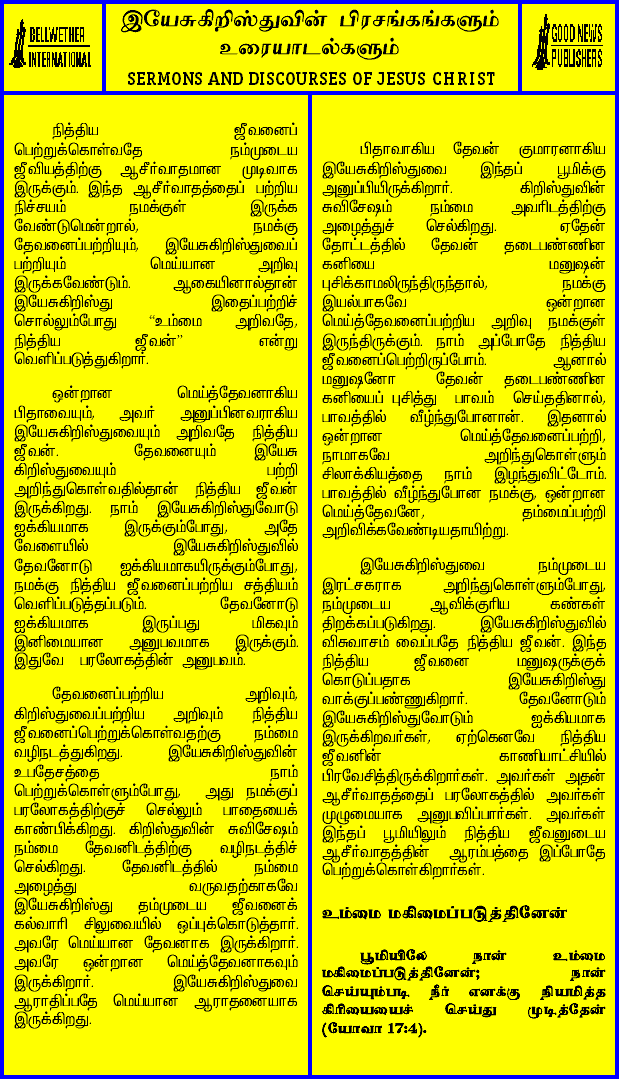 BELLWETHER
INTERNATIONAL
இயேசுகிறிஸ்துவின் பிரசங்கங்களும்
உரையாடல்களும்
SERMONS AND DISCOURSES OF JESUS CHRIST
GOOD NEWS
PUBLISHERS
நித்திய ஜீவனைப்
பெற்றுக்கொள்வதே நம்முடைய
ஜீவியத்திற்கு ஆசீர்வாதமான முடிவாக
இருக்கும். இந்த ஆசீர்வாதத்தைப் பற்றிய
நிச்சயம் நமக்குள் இருக்க
வேண்டுமென்றால், நமக்கு
தேவனைப்பற்றியும், இயேசுகிறிஸ்துவைப்
பற்றியும் மெய்யான அறிவு
இருக்கவேண்டும். ஆகையினால்தான்
இயேசுகிறிஸ்து இதைப்பற்றிச்
சொல்லும்போது “உம்மை அறிவதே,
நித்திய ஜீவன்” என்று
வெளிப்படுத்துகிறார்.
ஒன்றான மெய்த்தேவனாகிய
பிதாவையும், அவர் அனுப்பினவராகிய
இயேசுகிறிஸ்துவையும் அறிவதே நித்திய
ஜீவன். தேவனையும் இயேசு
கிறிஸ்துவையும் பற்றி
அறிந்துகொள்வதில்தான் நித்திய ஜீவன்
இருக்கிறது. நாம் இயேசுகிறிஸ்துவோடு
ஐக்கியமாக இருக்கும்போது, அதே
வேளையில் இயேசுகிறிஸ்துவில்
தேவனோடு ஐக்கியமாகயிருக்கும்போது,
நமக்கு நித்திய ஜீவனைப்பற்றிய சத்தியம்
வெளிப்படுத்தப்படும். தேவனோடு
ஐக்கியமாக இருப்பது மிகவும்
இனிமையான அனுபவமாக இருக்கும்.
இதுவே பரலோகத்தின் அனுபவம்.
தேவனைப்பற்றிய அறிவும்,
கிறிஸ்துவைப்பற்றிய அறிவும் நித்திய
ஜீவனைப்பெற்றுக்கொள்வதற்கு நம்மை
வழிநடத்துகிறது. இயேசுகிறிஸ்துவின்
உபதேசத்தை நாம்
பெற்றுக்கொள்ளும்போது, அது நமக்குப்
பரலோகத்திற்குச் செல்லும் பாதையைக்
காண்பிக்கிறது. கிறிஸ்துவின் சுவிசேஷம்
நம்மை தேவனிடத்திற்கு வழிநடத்திச்
செல்கிறது. தேவனிடத்தில் நம்மை
அழைத்து வருவதற்காகவே
இயேசுகிறிஸ்து தம்முடைய ஜீவனைக்
கல்வாரி சிலுவையில் ஒப்புக்கொடுத்தார்.
அவரே மெய்யான தேவனாக இருக்கிறார்.
அவரே ஒன்றான மெய்த்தேவனாகவும்
இருக்கிறார். இயேசுகிறிஸ்துவை
ஆராதிப்பதே மெய்யான ஆராதனையாக
இருக்கிறது.
பிதாவாகிய தேவன் குமாரனாகிய
இயேசுகிறிஸ்துவை இந்தப் பூமிக்கு
அனுப்பியிருக்கிறார். கிறிஸ்துவின்
சுவிசேஷம் நம்மை அவரிடத்திற்கு
அழைத்துச் செல்கிறது. ஏதேன்
தோட்டத்தில் தேவன் தடைபண்ணின
கனியை மனுஷன்
புசிக்காமலிருந்திருந்தால், நமக்கு
இயல்பாகவே ஒன்றான
மெய்த்தேவனைப்பற்றிய அறிவு நமக்குள்
இருந்திருக்கும். நாம் அப்போதே நித்திய
ஜீவனைப்பெற்றிருப்போம். ஆனால்
மனுஷனோ தேவன் தடைபண்ணின
கனியைப் புசித்து பாவம் செய்ததினால்,
பாவத்தில் வீழ்ந்துபோனான். இதனால்
ஒன்றான மெய்த்தேவனைப்பற்றி,
நாமாகவே அறிந்துகொள்ளும்
சிலாக்கியத்தை நாம் இழந்துவிட்டோம்.
பாவத்தில் வீழ்ந்துபோன நமக்கு, ஒன்றான
மெய்த்தேவனே, தம்மைப்பற்றி
அறிவிக்கவேண்டியதாயிற்று.
இயேசுகிறிஸ்துவை நம்முடைய
இரட்சகராக அறிந்துகொள்ளும்போது,
நம்முடைய ஆவிக்குரிய கண்கள்
திறக்கப்படுகிறது. இயேசுகிறிஸ்துவில்
விசுவாசம் வைப்பதே நித்திய ஜீவன். இந்த
நித்திய ஜீவனை மனுஷருக்குக்
கொடுப்பதாக இயேசுகிறிஸ்து
வாக்குப்பண்ணுகிறார். தேவனோடும்
இயேசுகிறிஸ்துவோடும் ஐக்கியமாக
இருக்கிறவர்கள், ஏற்கெனவே நித்திய
ஜீவனின் காணியாட்சியில்
பிரவேசித்திருக்கிறார்கள். அவர்கள் அதன்
ஆசீர்வாதத்தைப் பரலோகத்தில் அவர்கள்
முழுமையாக அனுபவிப்பார்கள். அவர்கள்
இந்தப் பூமியிலும் நித்திய ஜீவனுடைய
ஆசீர்வாதத்தின் ஆரம்பத்தை இப்போதே
பெற்றுக்கொள்கிறார்கள்.
உம்மை மகிமைப்படுத்தினேன்
பூமியிலே நான் உம்மை
மகிமைப்படுத்தினேன்; நான்
செய்யும்படி நீர் எனக்கு நியமித்த
கிரியையைச் செய்து முடித்தேன்
(யோவா 17:4).